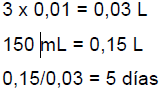 3 x 0,01 = 0,03 L
150 mL = 0,15 L
0,15/0,03 = 5 días